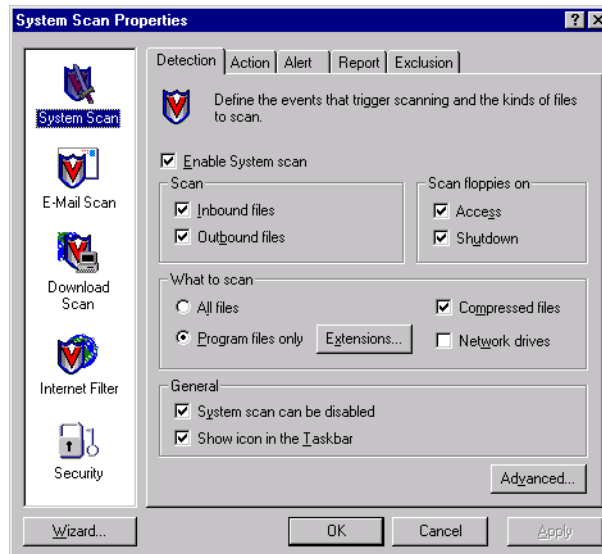 System Scan Properties
System Scan
E-Mail Scan
Download
Scan
Internet Filter
Security
Detection
Action
Alert
Report
Exclusion
Define the events that trigger scanning and the kinds of files
to scan.
Enable System scan
Scan
Inbound files
Outbound files
Scan floppies on
Access
Shutdown
What to scan
All files
Program files only
Extensions...
Compressed files
Network drives
General
System scan can be disabled
Show icon in the Taskbar
Advanced...
Wizard...
OK
Cancel
Apply